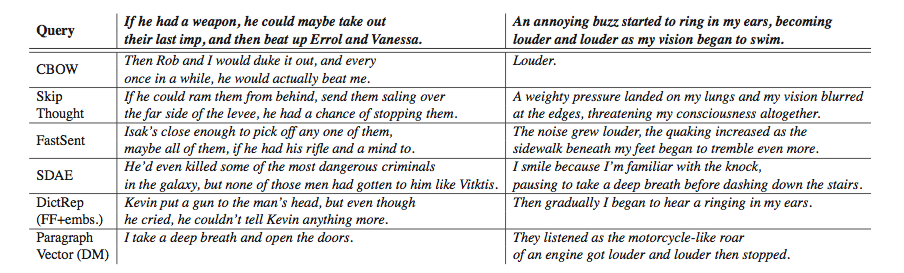 Query
If he had a weapon, he could maybe take out
their last imp, and then beat up Errol and Vanessa.
An annoying buzz started to ring in my ears, becoming
louder and louder as my vision began to swim.
CBOW
Then Rob and I would duke it out, and every
once in a while, he would actually beat me.
Louder.
Skip
Thought
If he could ram them from behind, send them saling over
the far side of the levee, he had a chance of stopping them.
A weighty pressure landed on my lungs and my vision blurred
at the edges, threatening my consciousness altogether.
FastSent
Isak's close enough to pick off any one of them,
maybe all of them, if he had his rifle and a mind to.
The noise grew louder, the quaking increased as the
sidewalk beneath my feet began to tremble even more.
SDAE
He'd even killed some of the most dangerous criminals
in the galaxy, but none of those men had gotten to him like Vitktis.
I smile because I'm familiar with the knock,
pausing to take a deep breath before dashing down the stairs.
DictRep
(FF+embs.)
Kevin put a gun to the man's head, but even though
he cried, he couldn't tell Kevin anything more.
Then gradually I began to hear a ringing in my ears.
Paragraph
Vector (DM)
I take a deep breath and open the doors.
They listened as the motorcycle-like roar
of an engine got louder and louder then stopped.